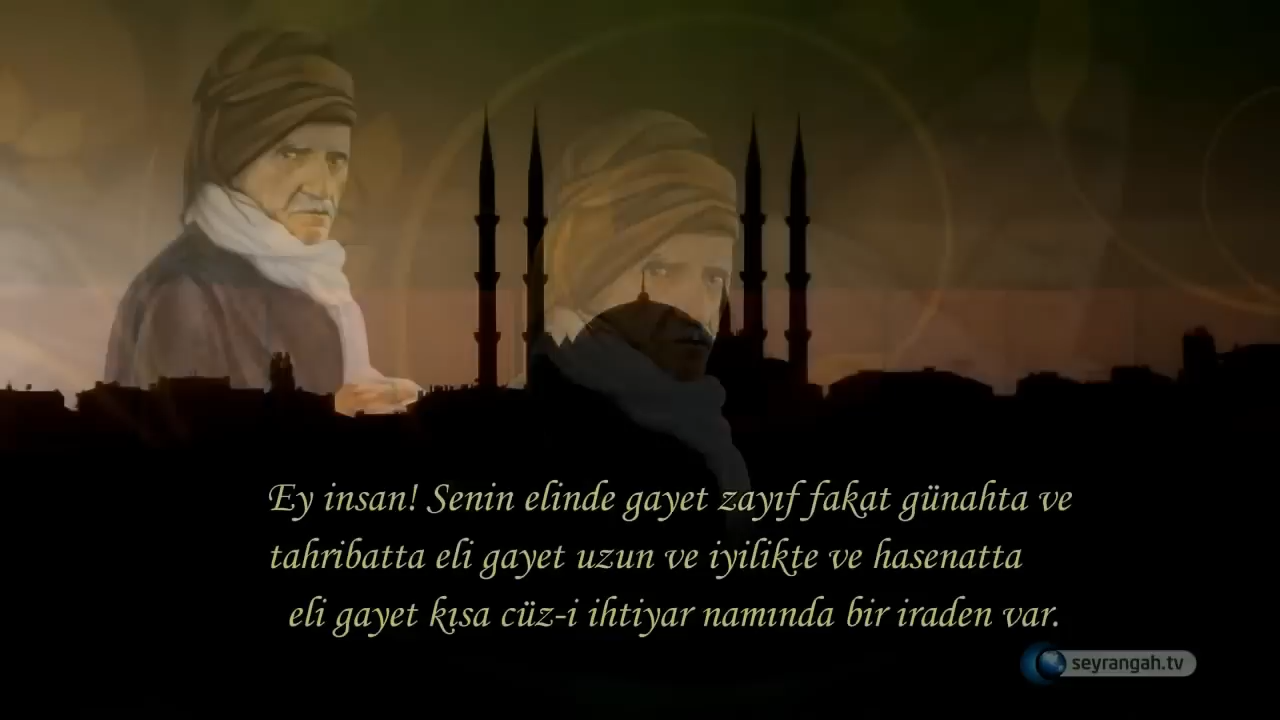 Ey insan! Senin elinde gayet zayıf fakat günahta ve
tahribatta eli gayet uzun ve iyilikte ve hasenatta
eli gayet kısa cüz-i ihtiyar namında bir iraden var.
seyrangah.tv